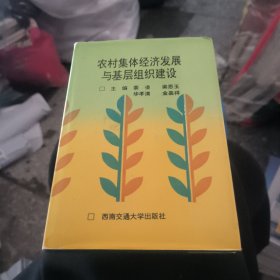 农村集体经济发展
与基层组织建设
□ 主编
□ 西南交通大学出版社